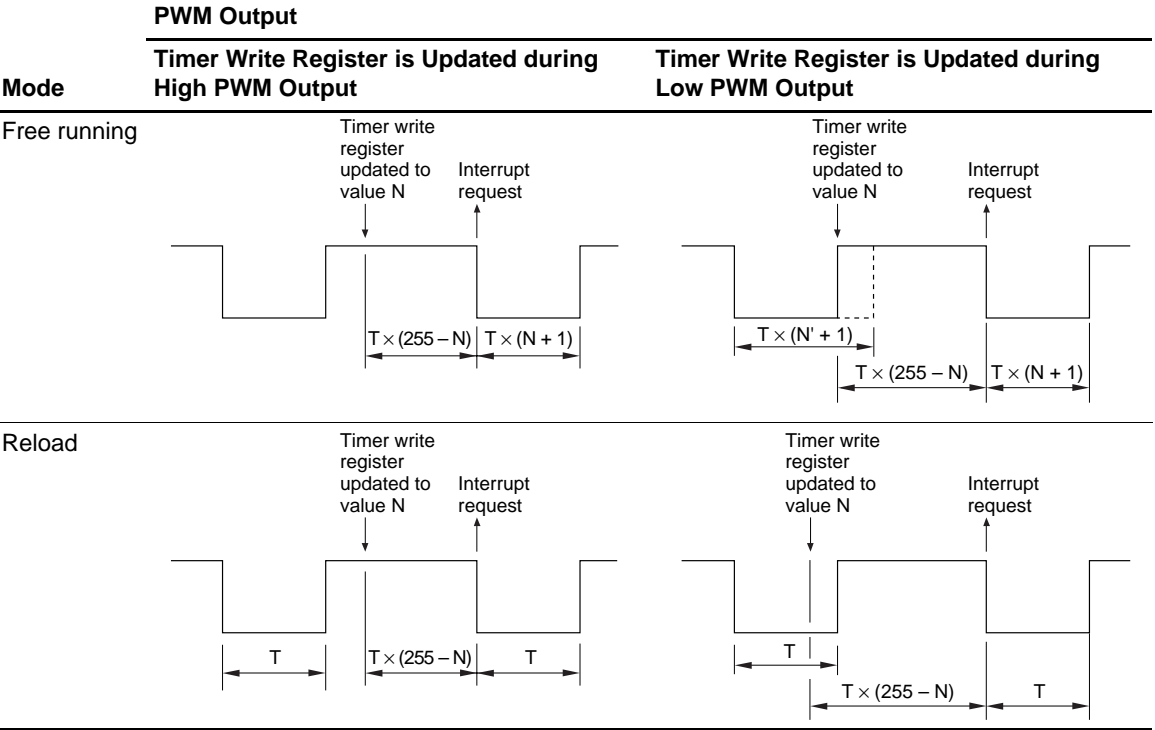 PWM Output
Mode
Timer Write Register is Updated during
High PWM Output
Timer Write Register is Updated during
Low PWM Output
Free running
Timer write
register
updated to
value N
Interrupt
request
T × (255 – N)
T × (N + 1)
Timer write
register
updated to
value N
Interrupt
request
T × (N' + 1)
T × (255 – N)
T × (N + 1)
Reload
Timer write
register
updated to
value N
Interrupt
request
T
T × (255 – N)
T
Timer write
register
updated to
value N
Interrupt
request
T
T × (255 – N)
T